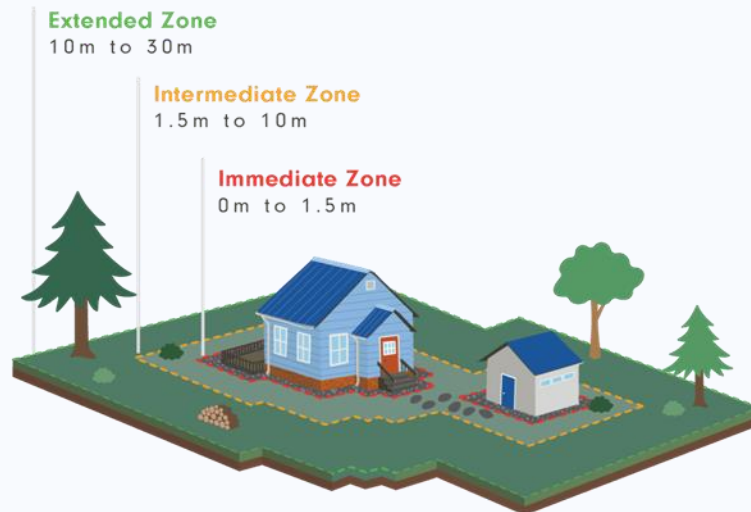 Extended Zone
10m to 30m
Intermediate Zone
1.5m to 10m
Immediate Zone
0m to 1.5m